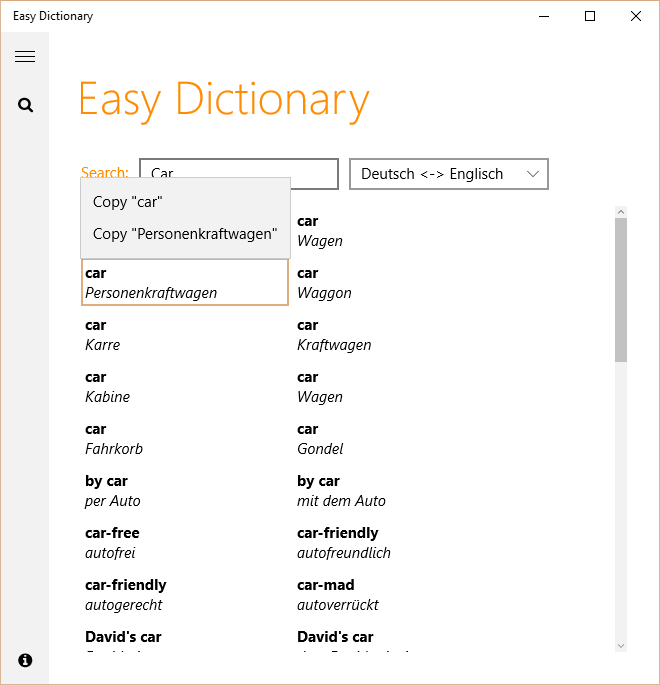 Easy Dictionary
Easy Dictionary
Search:
Car
Deutsch <-> Englisch
Copy "car"
Copy "Personenkraftwagen"
car
Wagen
car
Personenkraftwagen
car
Waggon
car
Karre
car
Kraftwagen
car
Kabine
car
Wagen
car
Fahrkorb
car
Gondel
by car
per Auto
by car
mit dem Auto
car-free
autofrei
car-friendly
autofreundlich
car-friendly
autogerecht
car-mad
autoverrückt
David's car
David's car